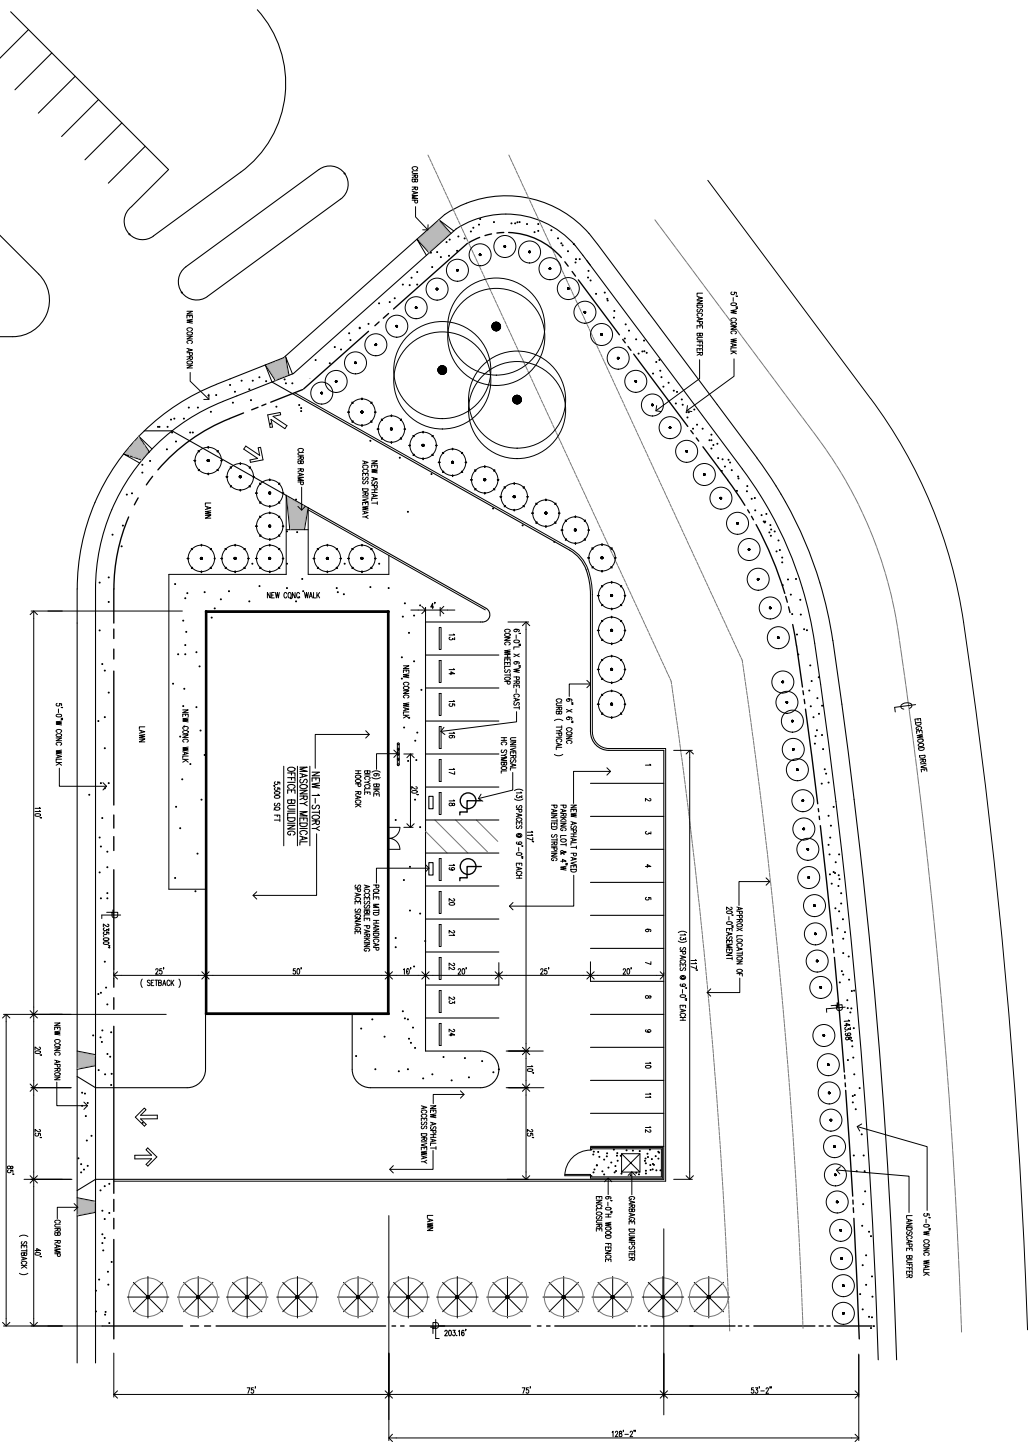 CURB RAMP
5'-0"W CONC WALK
LANDSCAPE BUFFER
NEW CONC APRON
CURB RAMP
NEW ASPHALT
ACCESS DRIVEWAY
LAWN
NEW CONC WALK
EDGEWOOD DRIVE
6" X 6" CONC
CURB ( TYPICAL )
6'-0"L X 6"W PRE-CAST
CONC WHEELSTOP
4'
NEW CONC WALK
NEW CONC WALK
LAWN
5'-0"W CONC WALK
110'
UNIVERSAL
HC SYMBOL
(6) BIKE
BICYCLE
HOOP RACK
20'
NEW 1-STORY
MASONRY MEDICAL
OFFICE BUILDING
5,500 SQ FT
117'
(13) SPACES @ 9'-0" EACH
NEW ASPHALT PAVED
PARKING LOT & 4"W
PAINTED STRIPING
POLE MTD HANDICAP
ACCESSIBLE PARKING
SPACE SIGNAGE
APPROX LOCATION OF
20'-0"EASEMENT
117'
(13) SPACES @ 9'-0" EACH
1
2
3
4
5
6
7
8
9
10
11
12
13
14
15
16
17
18
19
20
21
22
23
24
235.00'
143.98'
25'
( SETBACK )
50'
16'
20'
25'
20'
NEW CONC APRON
20'
10'
25'
25'
85'
NEW ASPHALT
ACCESS DRIVEWAY
GARBAGE DUMPSTER
6'-0"H WOOD FENCE
ENCLOSURE
LAWN
CURB RAMP
40'
( SETBACK )
5'-0"W CONC WALK
LANDSCAPE BUFFER
203.16'
75'
75'
53'-2"
128'-2"